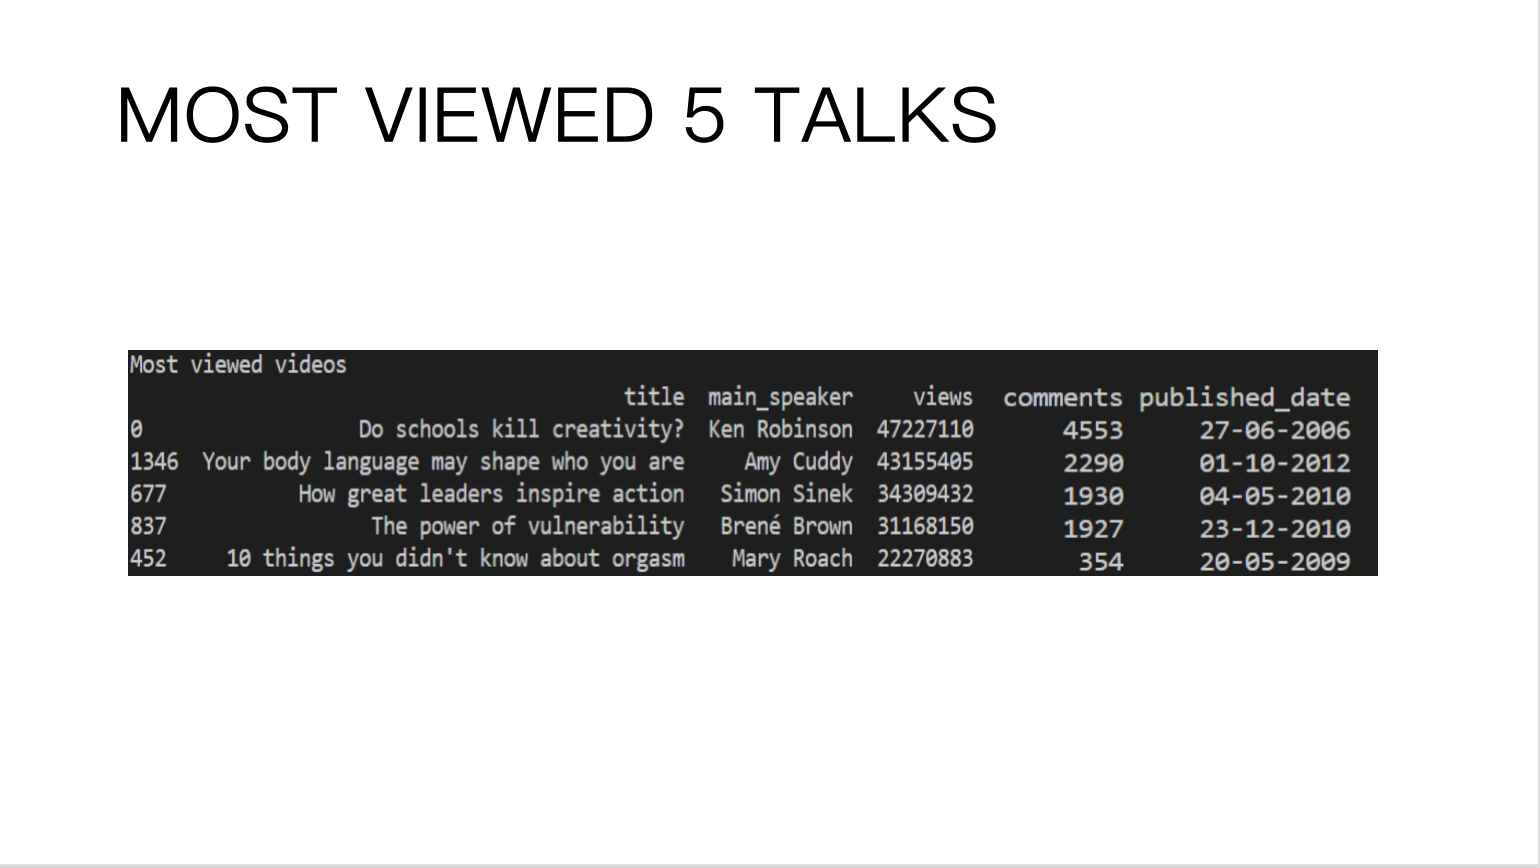 MOST VIEWED 5 TALKS
Most viewed videos
title main_speaker views comments published_date
0 Do schools kill creativity? Ken Robinson 47227110 4553 27-06-2006
1346 Your body language may shape who you are Amy Cuddy 43155405 2290 01-10-2012
677 How great leaders inspire action Simon Sinek 34309432 1930 04-05-2010
837 The power of vulnerability Brené Brown 31168150 1927 23-12-2010
452 10 things you didn't know about orgasm Mary Roach 22270883 354 20-05-2009